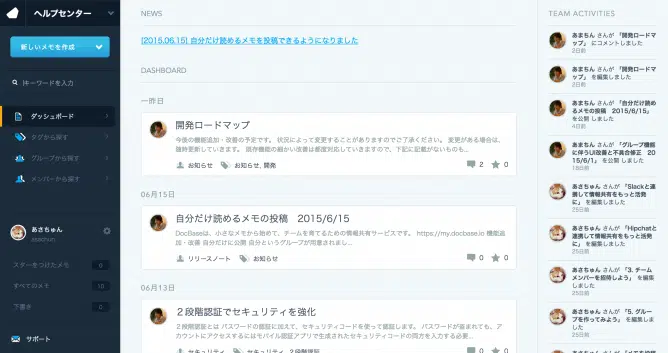 ヘルプセンター
新しいメモを作成
キーワードを入力
ダッシュボード
タグから探す
グループから探す
メンバーから探す
あさちゅん
asachun
スターをつけたメモ 9
すべてのメモ 10
下書き 0
サポート
NEWS
[2015.06.15] 自分だけ読めるメモを投稿できるようになりました
DASHBOARD
一昨日
開発ロードマップ
今後の機能追加・改善の予定です。 状況によって変更することがありますのでご了承ください。 変更がある場合は、
随時更新していきます。 既存機能の細かい改善は都度対応していきますので、下記に記載がないものも...
お知らせ お知らせ, 開発 2 0
06月15日
自分だけ読めるメモの投稿 2015/6/15
DocBaseは、小さなメモから始めて、チームを育てるための情報共有サービスです。 https://my.docbase.io 機能追
加・改善 自分だけに公開 自分というグループが用意されまし...
リリースノート お知らせ 0 0
06月13日
２段階認証でセキュリティを強化
２段階認証とは パスワードの認証に加えて、セキュリティコードを使って認証します。 パスワードが盗まれても、ア
カウントにアクセスするにはモバイル認証アプリで生成されたセキュリティコードの両方を入力する必要...
セキュリティ セキュリティ, ２段階認証 0 0
TEAM ACTIVITIES
あまちん さんが 「開発ロードマ
ップ」 にコメントしました
2日前
あまちん さんが 「開発ロードマ
ップ」 を編集しました
2日前
あまちん さんが 「自分だけ読
めるメモの投稿 2015/6/15」
を公開 しました
4日前
あまちん さんが 「グループ機能
に伴うUI改善と不具合修正 20
15/6/1」 を公開 しました
18日前
あさちゅん さんが 「Slackと連
携して情報共有をもっと活発
に」 を編集しました
25日前
あさちゅん さんが 「Hipchatと
連携して情報共有をもっと活発
に」 を編集しました
25日前
あさちゅん さんが 「3. チーム
メンバーを招待しよう」 を編
集しました
25日前
あさちゅん さんが 「5. グルー
プを作ってみよう」 を編集し
ました
25日前